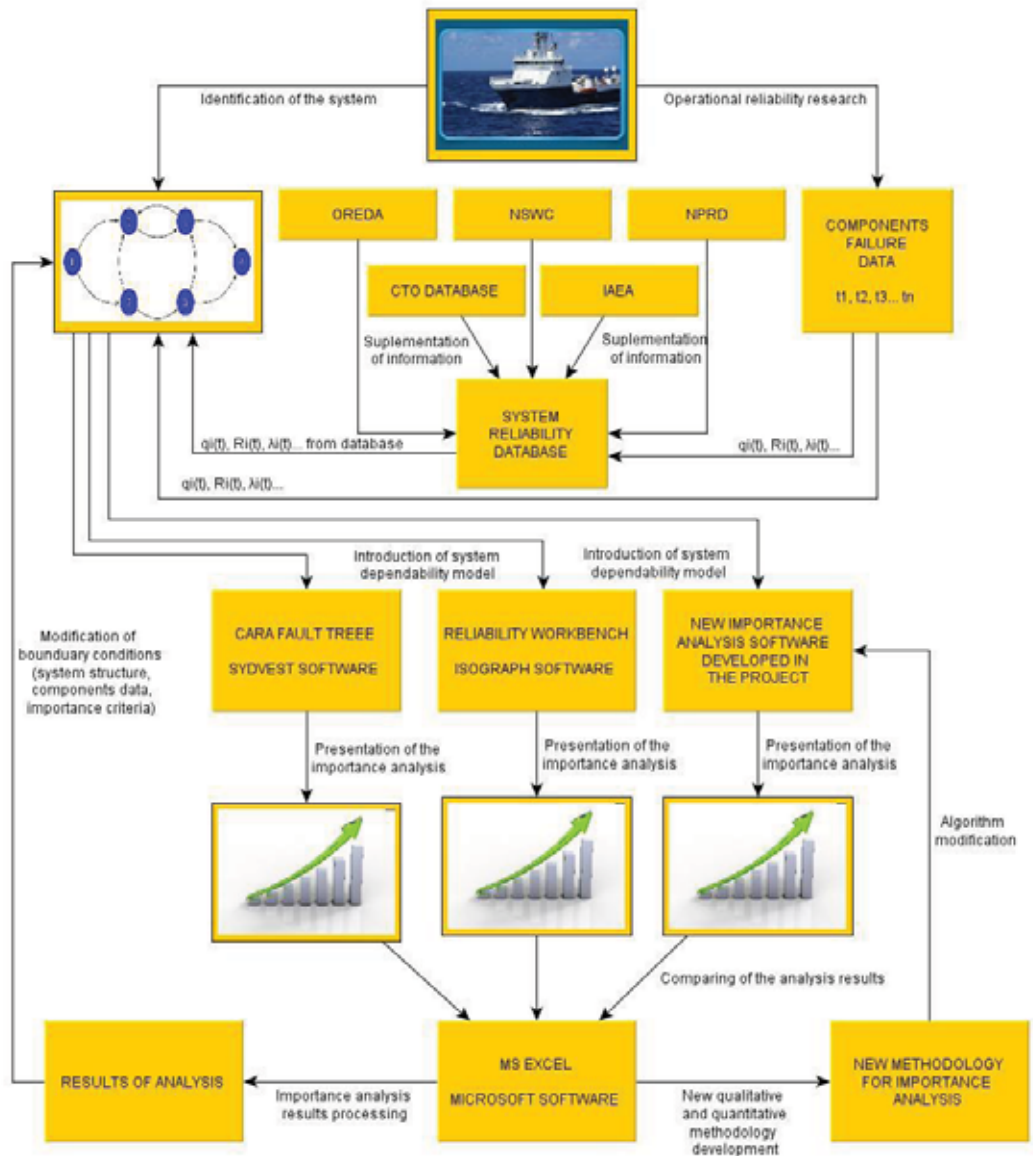 Identification of the system
Operational reliability research
OREDA
NSWC
NPRD
COMPONENTS
FAILURE
DATA
t1, t2, t3... tn
CTO DATABASE
IAEA
Suplementation
of information
Suplementation
of information
SYSTEM
RELIABILITY
DATABASE
qi(t), Ri(t), λi(t)... from database
qi(t), Ri(t), λi(t)...
qi(t), Ri(t), λi(t)...
Introduction of system
dependability model
Introduction of system
dependability model
Modification of
bounduary conditions
(system structure,
components data,
importance criteria)
CARA FAULT TREEE
SYDVEST SOFTWARE
RELIABILITY WORKBENCH
ISOGRAPH SOFTWARE
NEW IMPORTANCE
ANALYSIS SOFTWARE
DEVELOPED IN
THE PROJECT
Presentation of the
importance analysis
Presentation of the
importance analysis
Presentation of the
importance analysis
Algorithm
modification
Comparing of the analysis results
RESULTS OF ANALYSIS
Importance analysis
results processing
MS EXCEL
MICROSOFT SOFTWARE
New qualitative
and quantitative
methodology
development
NEW METHODOLOGY
FOR IMPORTANCE
ANALYSIS